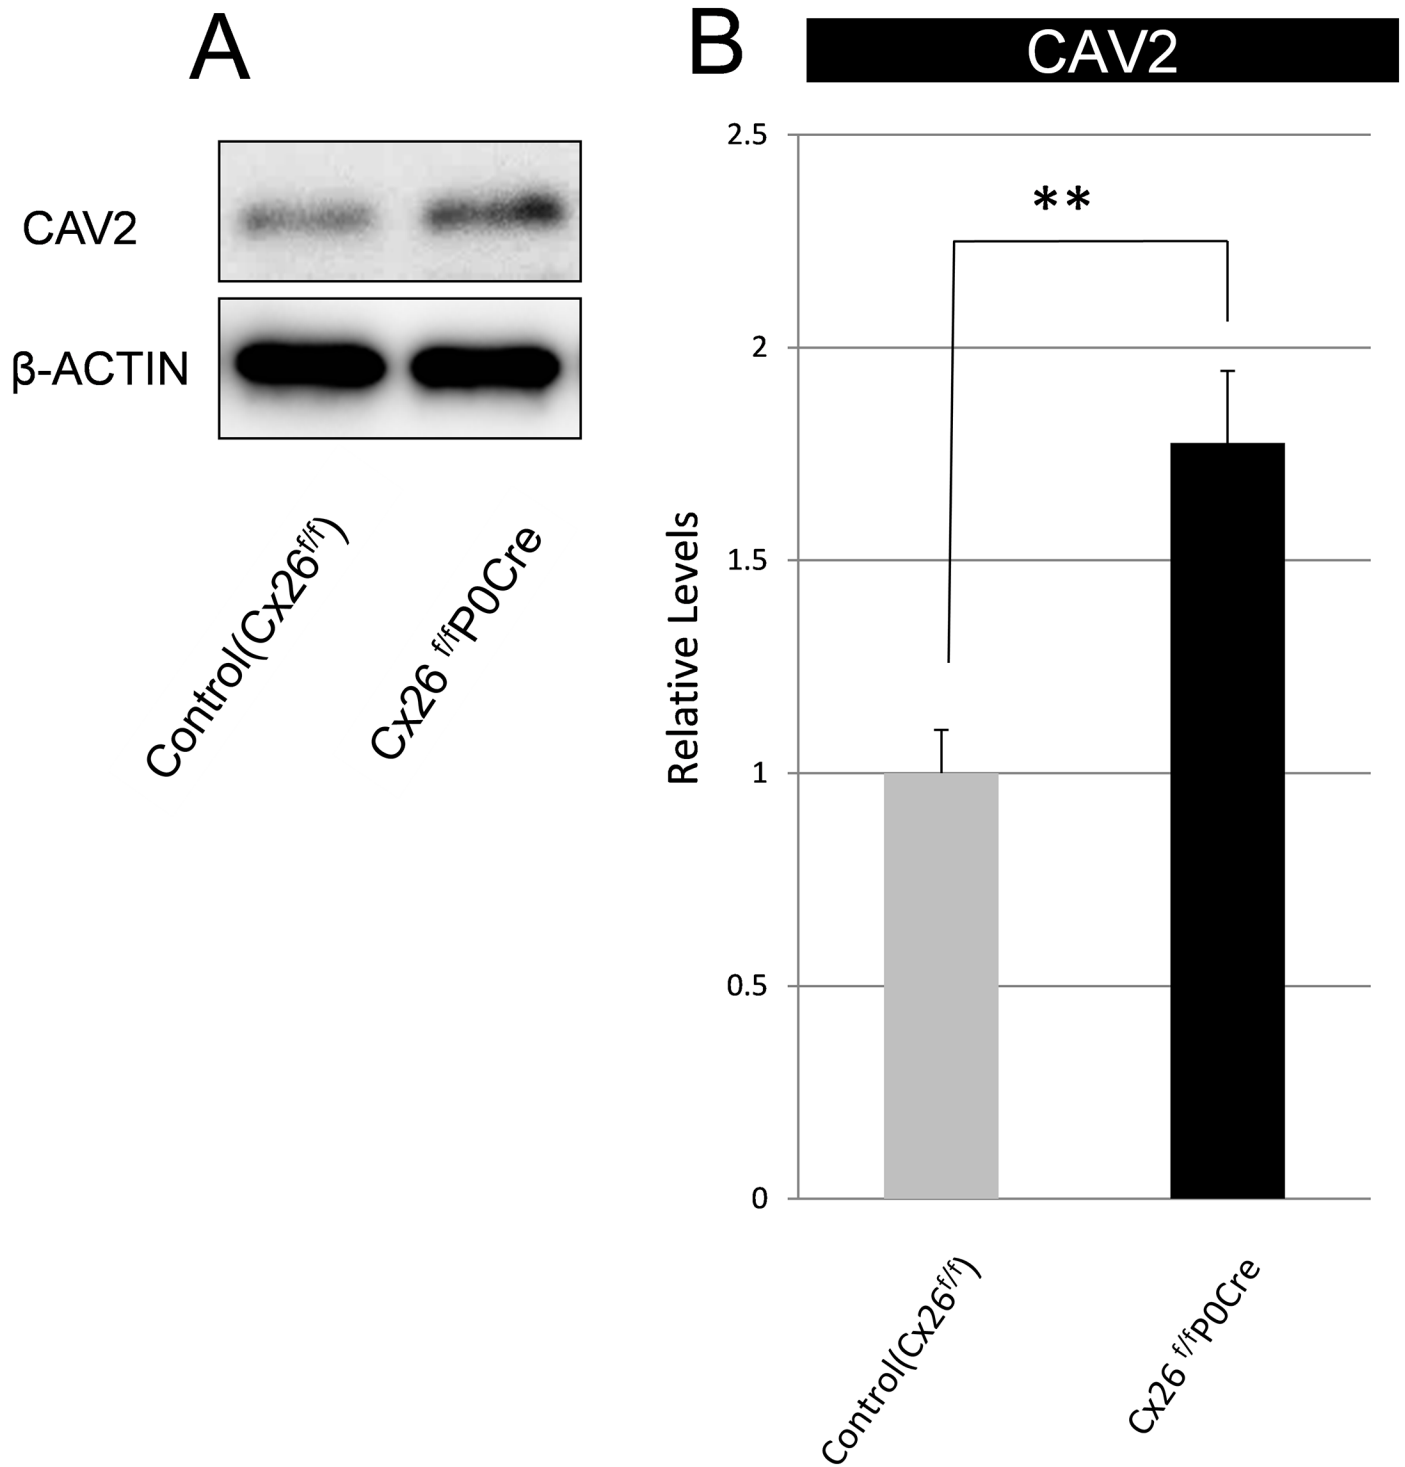 A
CAV2
β-ACTIN
Control(Cx26f/f)
Cx26 f/fP0Cre
B
CAV2
2.5
**
2
1.5
1
0.5
0
Relative Levels
Control(Cx26f/f)
Cx26 f/fP0Cre